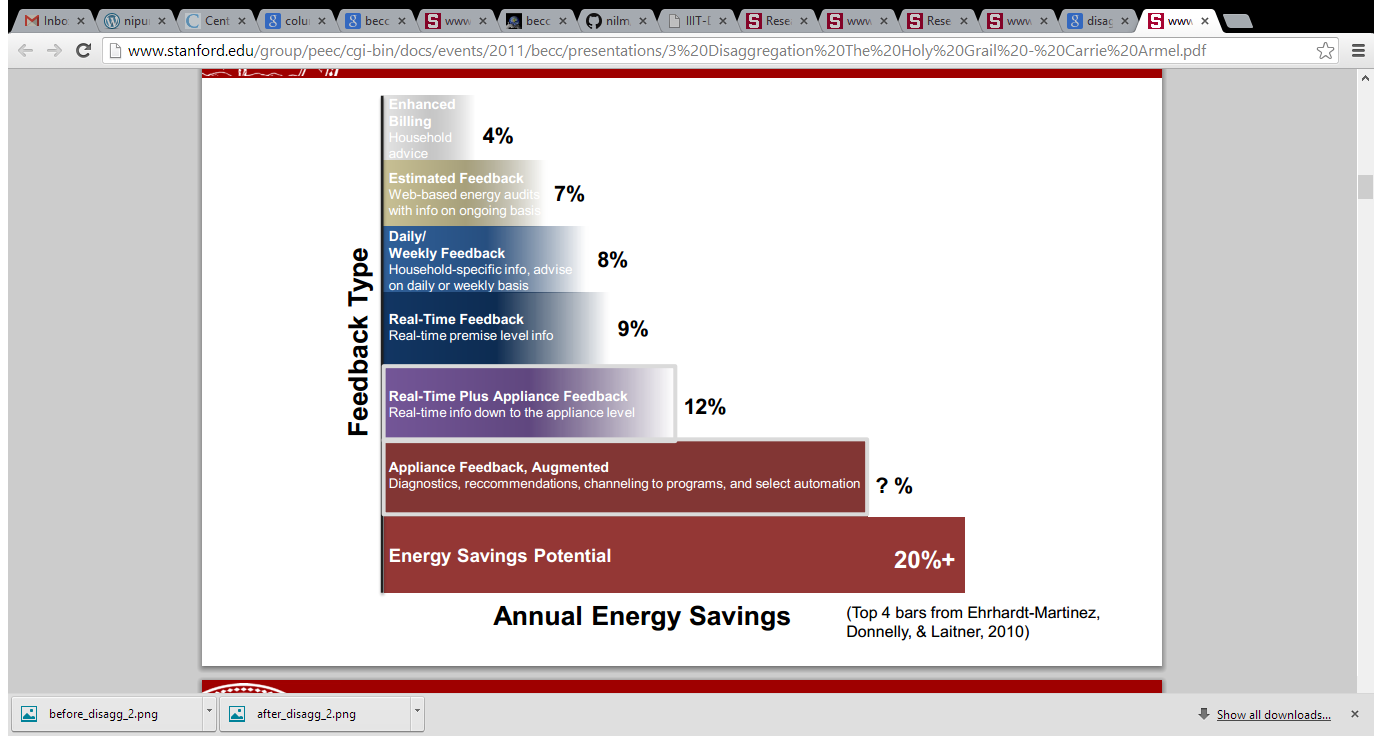 Inbo
nipu
Cent
colu
becc
www
becc
nilm
IIIT-D
Rese
www
Rese
www
disag
www.
www.stanford.edu/group/peec/cgi-bin/docs/events/2011/becc/presentations/3%20Disaggregation%20The%20Holy%20Grail%20-%20Carrie%20Armel.pdf
Enhanced
Billing
Household
advice
4%
Estimated Feedback
Web-based energy audits
with info on ongoing basis
7%
Daily/
Weekly Feedback
Household-specific info, advise
on daily or weekly basis
8%
Real-Time Feedback
Real-time premise level info
9%
Real-Time Plus Appliance Feedback
Real-time info down to the appliance level
12%
Appliance Feedback, Augmented
Diagnostics, reccommendations, channeling to programs, and select automation
? %
Energy Savings Potential
20%+
Feedback Type
Annual Energy Savings
(Top 4 bars from Ehrhardt-Martinez,
Donnelly, & Laitner, 2010)
before_disagg_2.png
after_disagg_2.png
Show all downloads...